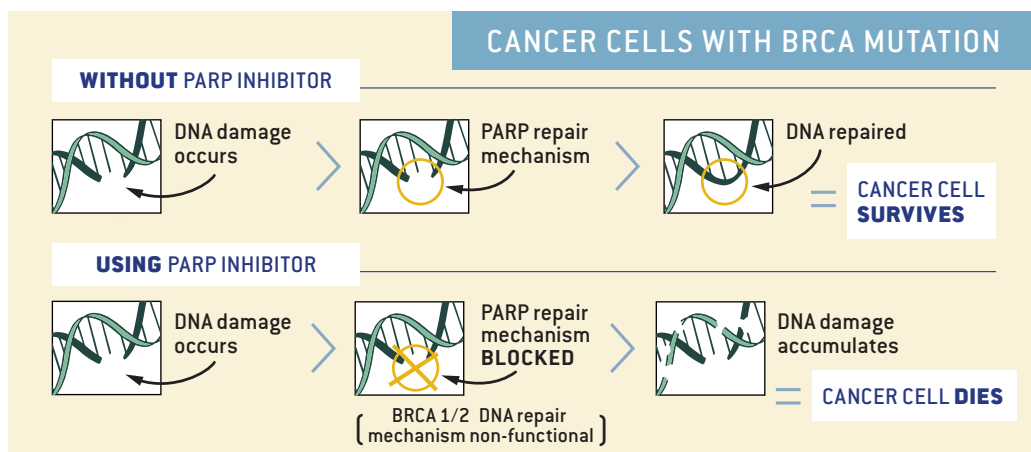 CANCER CELLS WITH BRCA MUTATION
WITHOUT PARP INHIBITOR
DNA damage
occurs
PARP repair
mechanism
DNA repaired
=
CANCER CELL
SURVIVES
USING PARP INHIBITOR
DNA damage
occurs
PARP repair
mechanism
BLOCKED
(BRCA 1/2 DNA repair
mechanism non-functional)
DNA damage
accumulates
=
CANCER CELL DIES